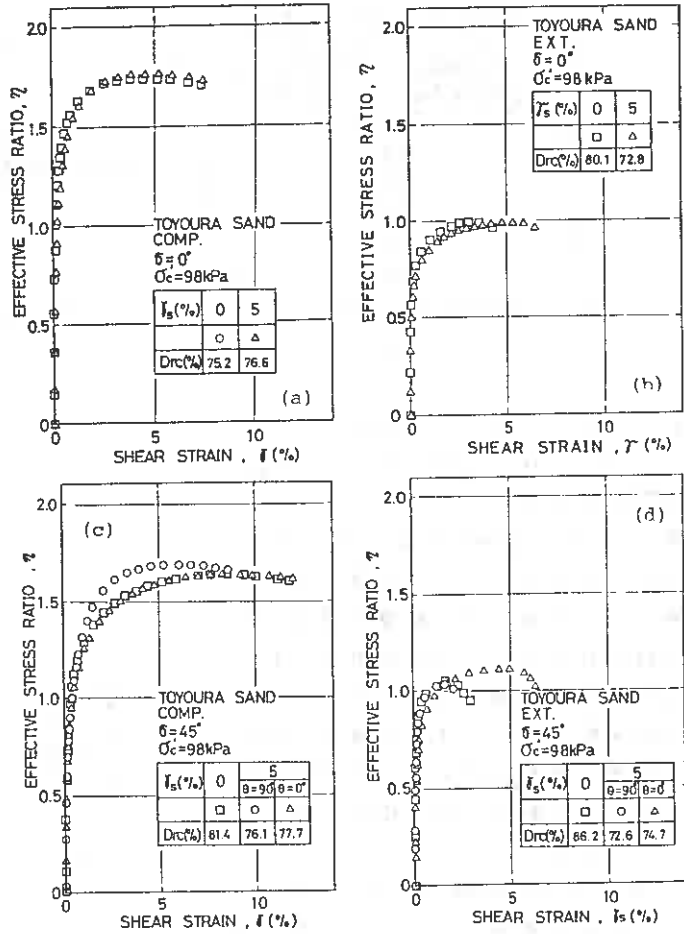 EFFECTIVE STRESS RATIO, η
2.0
1.5
1.0
0.5
0
TOYOURA SAND
COMP.
δ=0°
σc'=98kPa
γs(%) 0 5
○ △
Drc(%) 75.2 76.6
(a)
0 5 10
SHEAR STRAIN, γ(%)
EFFECTIVE STRESS RATIO, η
2.0
1.5
1.0
0.5
0
TOYOURA SAND
EXT.
δ=0°
σc'=98kPa
γs(%) 0 5
□ △
Drc(%) 80.1 72.8
(b)
0 5 10
SHEAR STRAIN, γ(%)
EFFECTIVE STRESS RATIO, η
2.0
1.5
1.0
0.5
0
(c)
TOYOURA SAND
COMP.
δ=45°
σc'=98kPa
γs(%) 0 5
θ=90° θ=0°
□ ○ △
Drc(%) 81.4 76.1 77.7
0 5 10
SHEAR STRAIN, γ(%)
EFFECTIVE STRESS RATIO, η
2.0
1.5
1.0
0.5
0
(d)
TOYOURA SAND
EXT.
δ=45°
σc'=98kPa
γs(%) 0 5
θ=90° θ=0°
□ ○ △
Drc(%) 86.2 72.6 74.7
0 5 10
SHEAR STRAIN, γs(%)